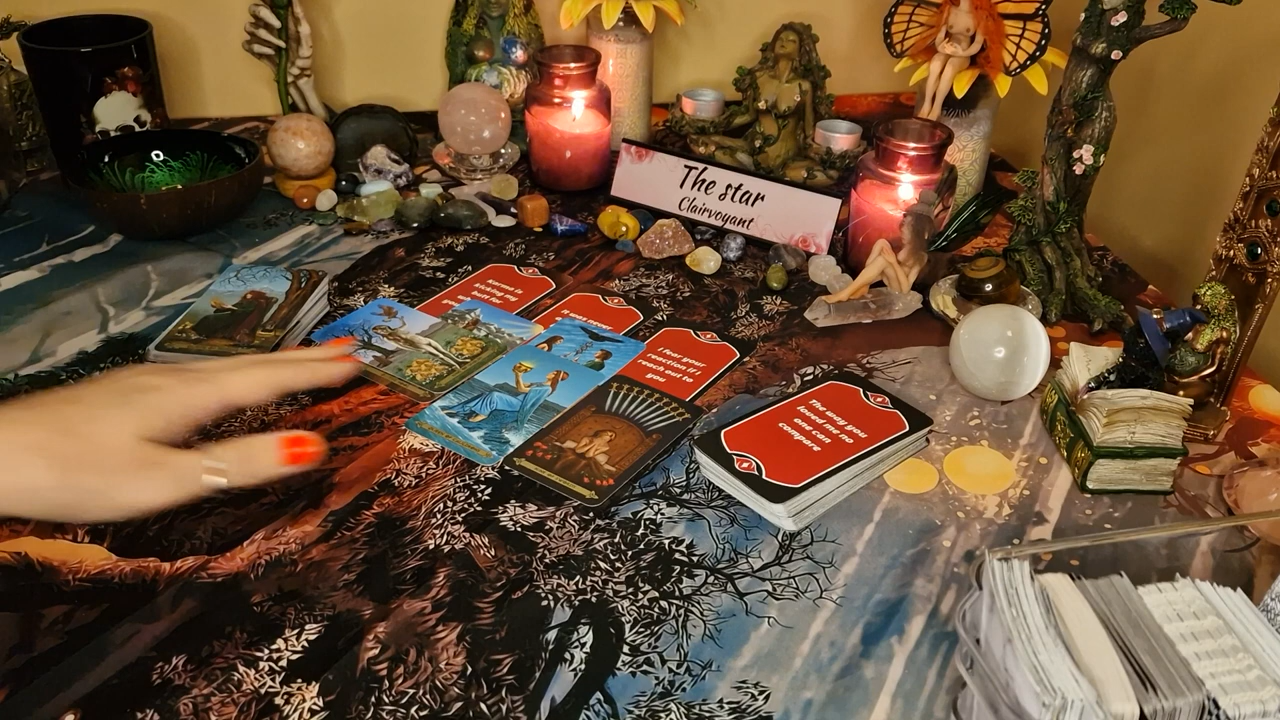 The star
Clairvoyant
Karma is
kicking my
butt for
It was never
I fear your
reaction if I
reach out to
you
The way you
loved me no
one can
compare